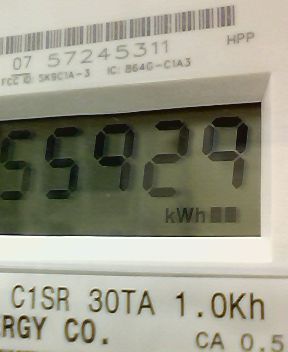 07 57245311
HPP
FCC ID: SK9C1A-3 IC: 864G-C1A3
55929
kWh
C1SR 30TA 1.0Kh
RGY CO.
CA 0.5